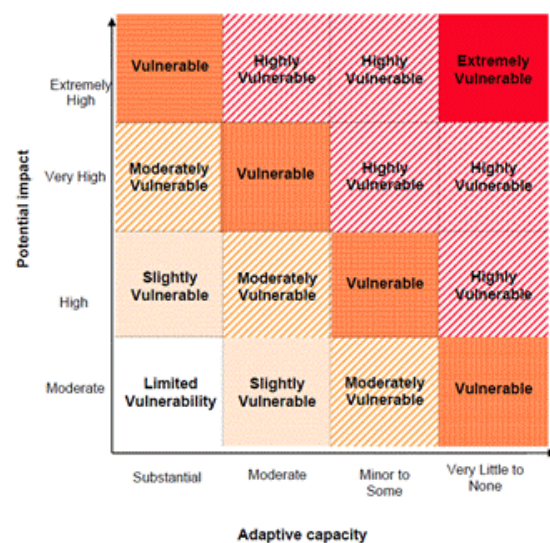 Potential impact
Extremely
High
Vulnerable
Highly
Vulnerable
Highly
Vulnerable
Extremely
Vulnerable
Very High
Moderately
Vulnerable
Vulnerable
Highly
Vulnerable
Highly
Vulnerable
High
Slightly
Vulnerable
Moderately
Vulnerable
Vulnerable
Highly
Vulnerable
Moderate
Limited
Vulnerability
Slightly
Vulnerable
Moderately
Vulnerable
Vulnerable
Substantial
Moderate
Minor to
Some
Very Little to
None
Adaptive capacity